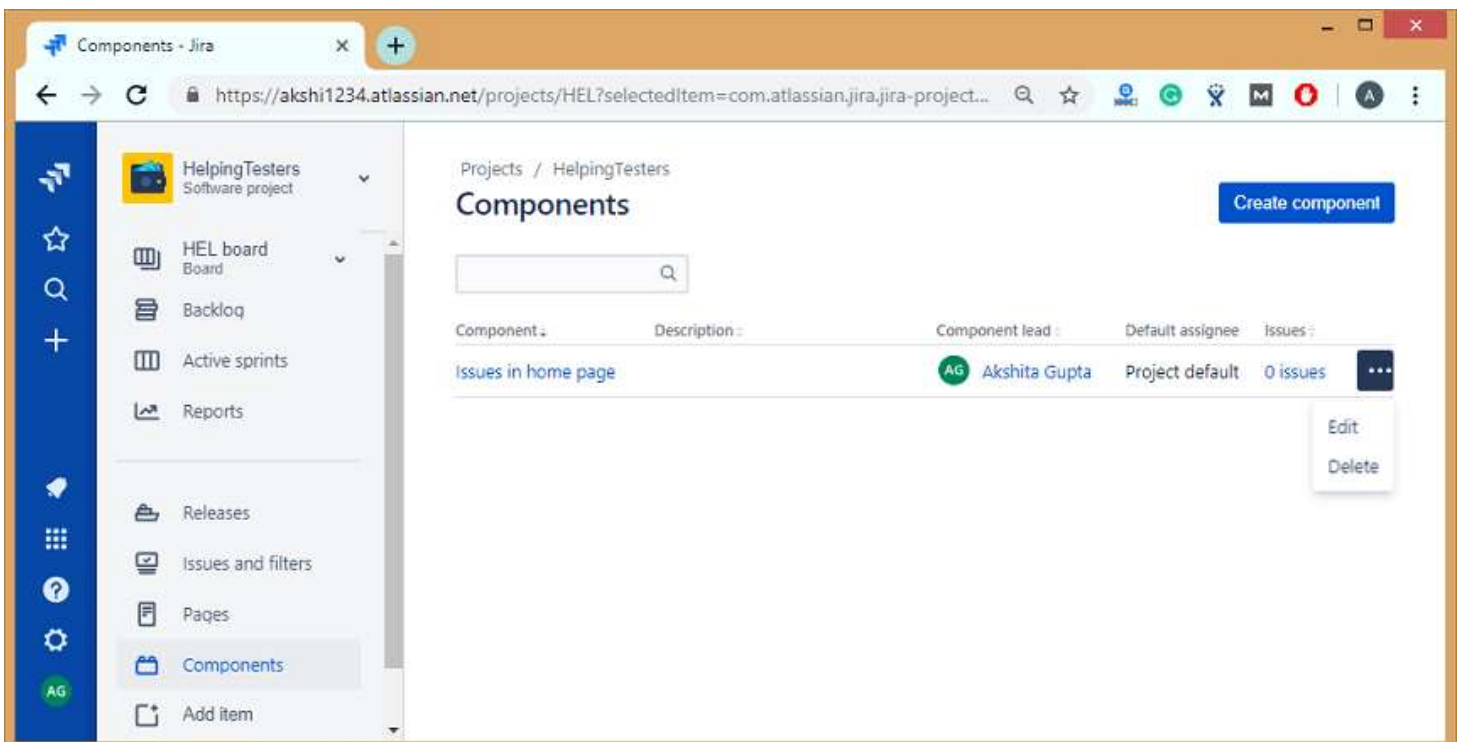 Components - Jira
https://akshi1234.atlassian.net/projects/HEL?selectedItem=com.atlassian.jira.jira-project...
A
HelpingTesters
Software project
HEL board
Board
Backlog
Active sprints
Reports
Releases
Issues and filters
Pages
Components
Add item
AG
Projects / HelpingTesters
Components
Create component
Component Description Component lead Default assignee Issues
Issues in home page AG Akshita Gupta Project default 0 issues
Edit
Delete